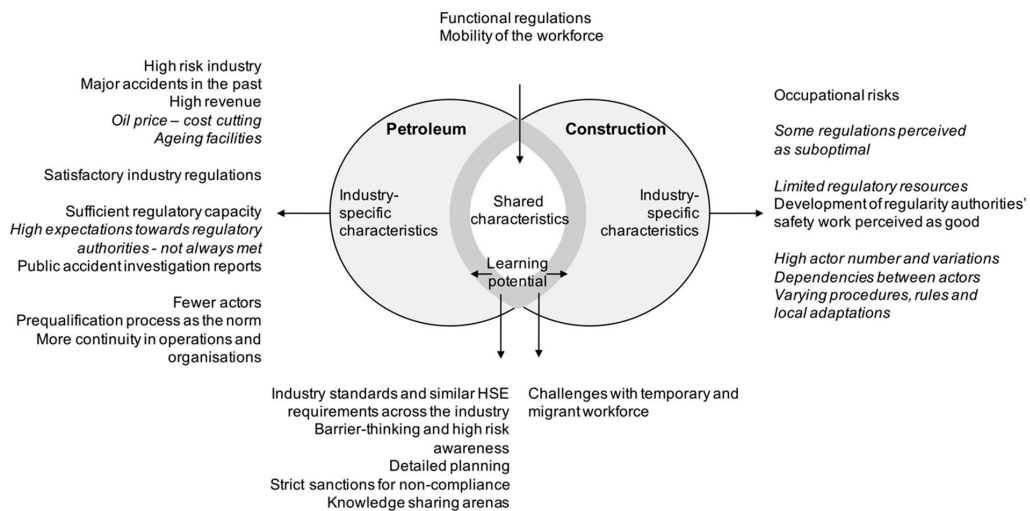 Functional regulations
Mobility of the workforce
High risk industry
Major accidents in the past
High revenue
Oil price – cost cutting
Ageing facilities
Satisfactory industry regulations
Sufficient regulatory capacity
High expectations towards regulatory
authorities - not always met
Public accident investigation reports
Fewer actors
Prequalification process as the norm
More continuity in operations and
organisations
Petroleum
Industry-
specific
characteristics
Shared
characteristics
Learning
potential
Construction
Industry-
specific
characteristics
Occupational risks
Some regulations perceived
as suboptimal
Limited regulatory resources
Development of regularity authorities’
safety work perceived as good
High actor number and variations
Dependencies between actors
Varying procedures, rules and
local adaptations
Industry standards and similar HSE
requirements across the industry
Barrier-thinking and high risk
awareness
Detailed planning
Strict sanctions for non-compliance
Knowledge sharing arenas
Challenges with temporary and
migrant workforce